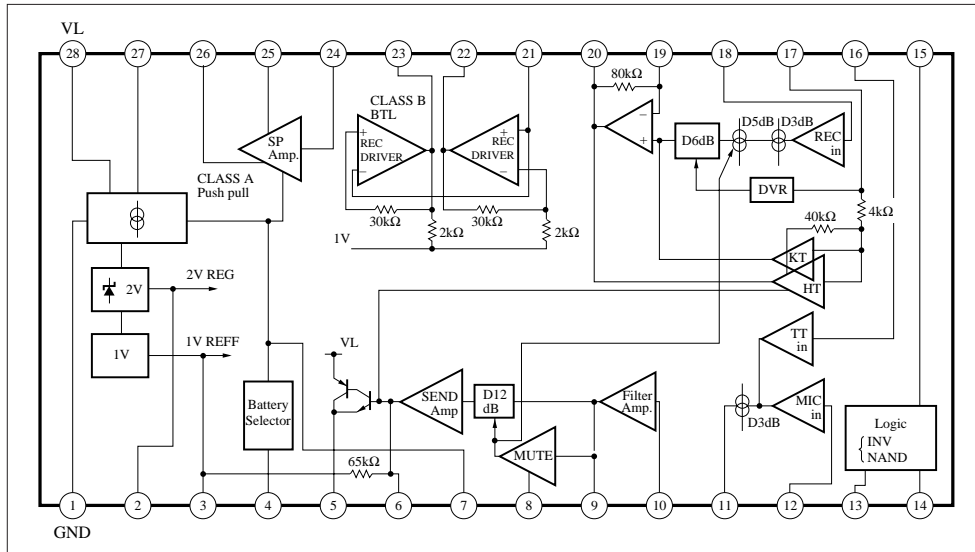 VL
28 27 26 25 24 23 22 21 20 19 18 17 16 15
80kΩ
CLASS B
BTL
SP
Amp.
+
REC
DRIVER
−
+
REC
DRIVER
−
−
+
D6dB
D5dB
D3dB
REC
in
CLASS A
Push pull
DVR
30kΩ
30kΩ
40kΩ
4kΩ
2kΩ
2kΩ
1V
KT
HT
2V
2V REG
1V
1V REFF
VL
TT
in
Battery
Selector
SEND
Amp
D12
dB
Filter
Amp.
MIC
in
D3dB
Logic
INV
NAND
MUTE
65kΩ
1 2 3 4 5 6 7 8 9 10 11 12 13 14
GND